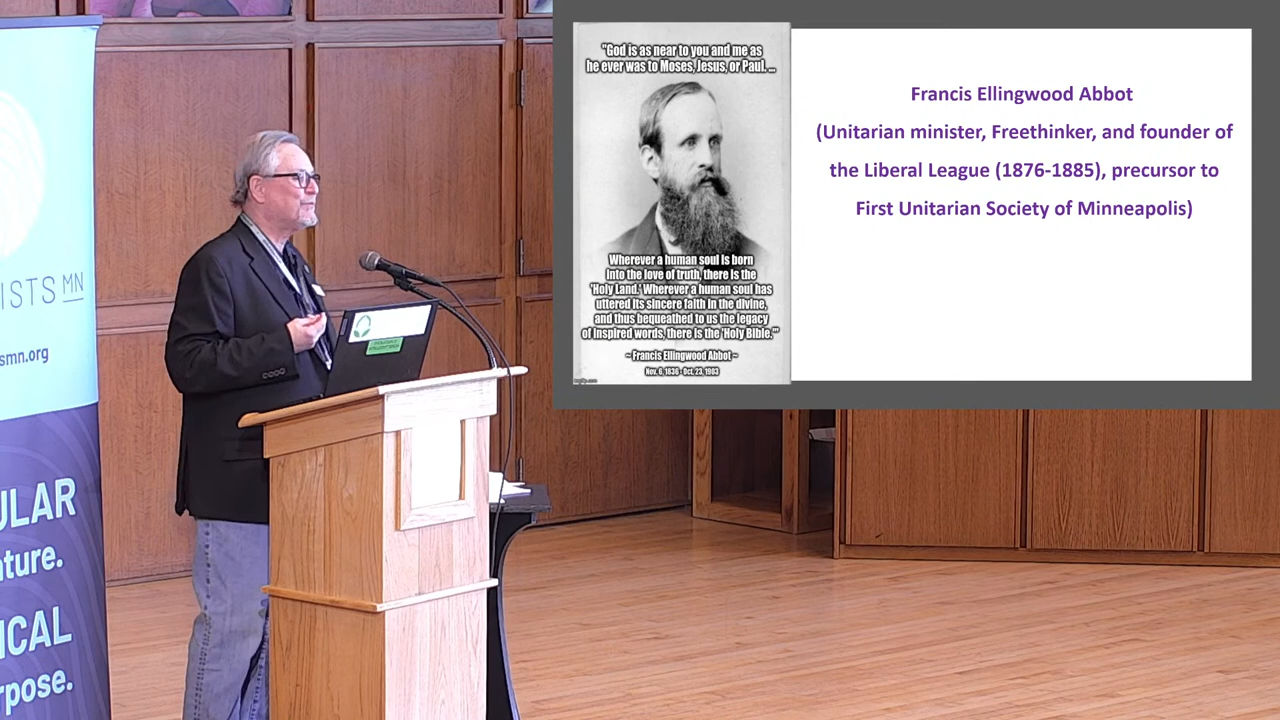 ISTS MN
smn.org
ULAR
ature.
ICAL
rpose.
"God is as near to you and me as
he ever was to Moses, Jesus, or Paul. ...
Wherever a human soul is born
into the love of truth, there is the
'Holy Land.' Wherever a human soul has
uttered its sincere faith in the divine,
and thus bequeathed to us the legacy
of inspired words, there is the 'Holy Bible.'"
~ Francis Ellingwood Abbot ~
Nov. 6, 1836 - Oct. 23, 1903
imgflip.com
Francis Ellingwood Abbot
(Unitarian minister, Freethinker, and founder of
the Liberal League (1876-1885), precursor to
First Unitarian Society of Minneapolis)